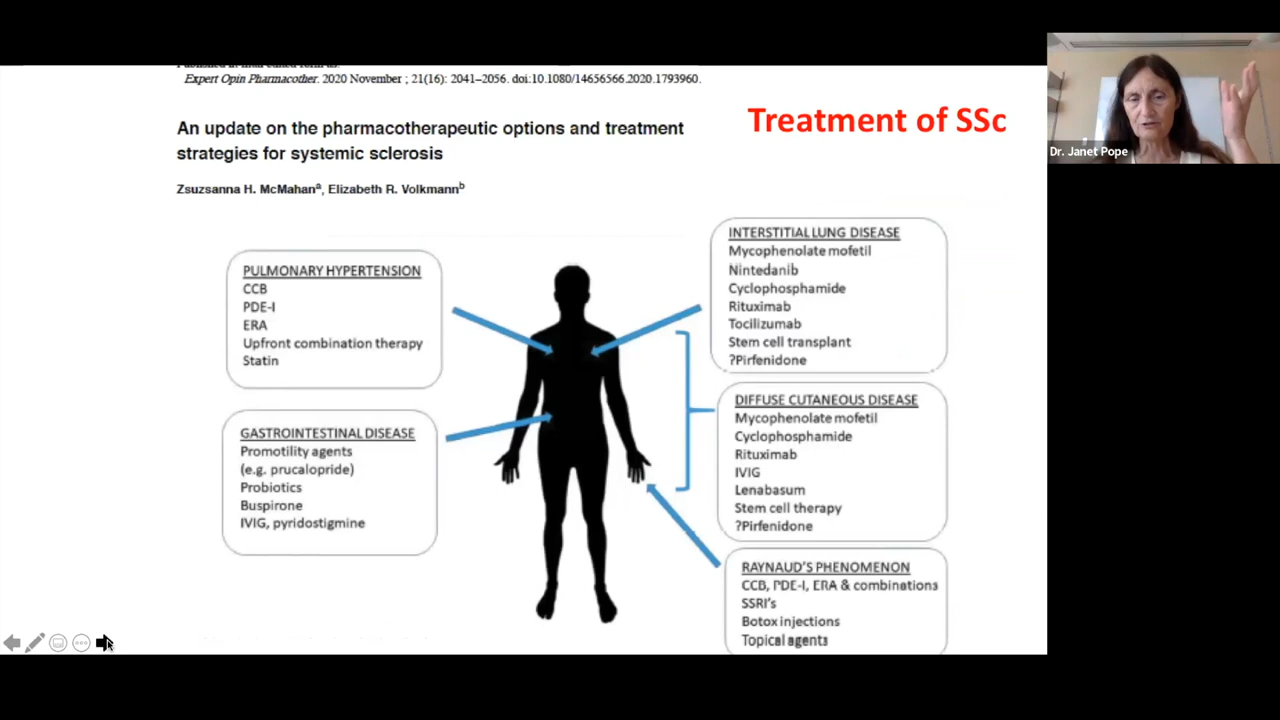 Expert Opin Pharmacother. 2020 November ; 21(16): 2041–2056. doi:10.1080/14656566.2020.1793960.
Treatment of SSc
An update on the pharmacotherapeutic options and treatment
strategies for systemic sclerosis
Zsuzsanna H. McMahanᵃ, Elizabeth R. Volkmannᵇ
Dr. Janet Pope
PULMONARY HYPERTENSION
CCB
PDE-I
ERA
Upfront combination therapy
Statin
GASTROINTESTINAL DISEASE
Promotility agents
(e.g. prucalopride)
Probiotics
Buspirone
IVIG, pyridostigmine
INTERSTITIAL LUNG DISEASE
Mycophenolate mofetil
Nintedanib
Cyclophosphamide
Rituximab
Tocilizumab
Stem cell transplant
?Pirfenidone
DIFFUSE CUTANEOUS DISEASE
Mycophenolate mofetil
Cyclophosphamide
Rituximab
IVIG
Lenabasum
Stem cell therapy
?Pirfenidone
RAYNAUD'S PHENOMENON
CCB, PDE-I, ERA & combinations
SSRI's
Botox injections
Topical agents